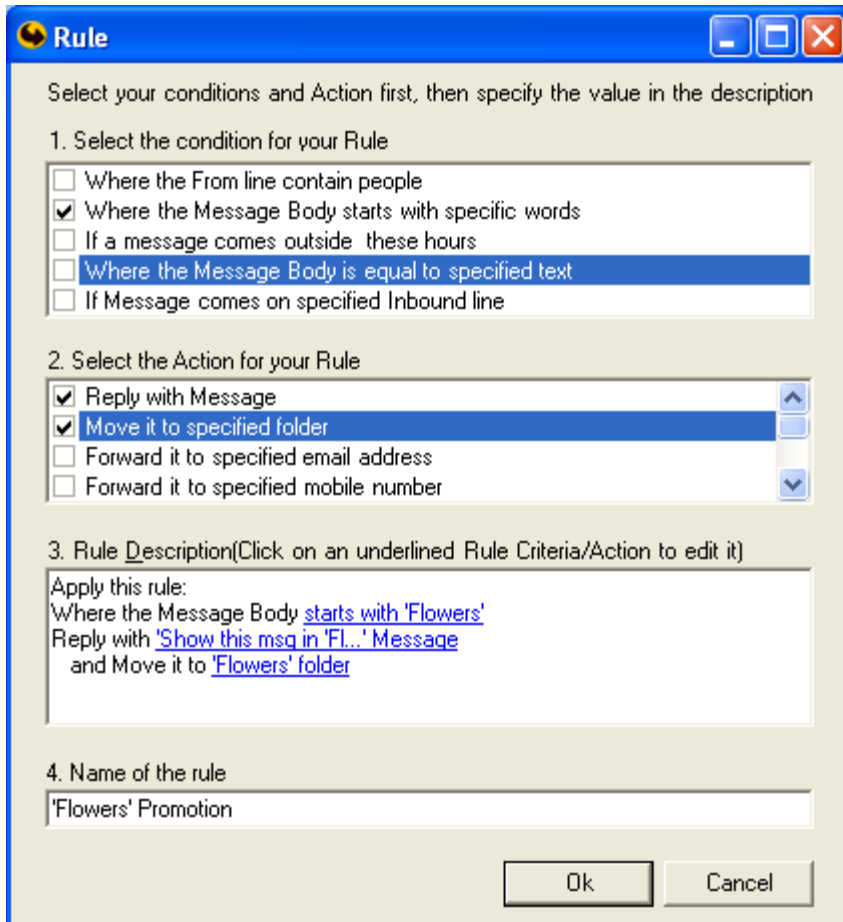 Rule
Select your conditions and Action first, then specify the value in the description
1. Select the condition for your Rule
Where the From line contain people
Where the Message Body starts with specific words
If a message comes outside  these hours
Where the Message Body is equal to specified text
If Message comes on specified Inbound line
2. Select the Action for your Rule
Reply with Message
Move it to specified folder
Forward it to specified email address
Forward it to specified mobile number
3. Rule Description(Click on an underlined Rule Criteria/Action to edit it)
Apply this rule:
Where the Message Body starts with 'Flowers'
Reply with 'Show this msg in 'Fl...' Message
and Move it to 'Flowers' folder
4. Name of the rule
'Flowers' Promotion
Ok
Cancel